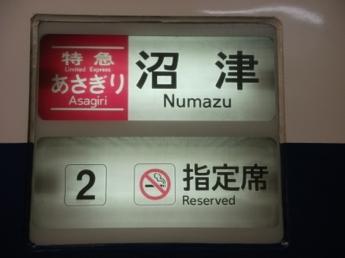 特急
Limited Express
あさぎり
Asagiri
沼津
Numazu
2
指定席
Reserved